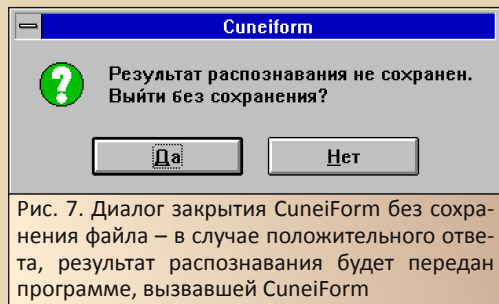 Cuneiform
Результат распознавания не сохранен.
Выйти без сохранения?
Да
Нет
Рис. 7. Диалог закрытия CuneiForm без сохра-
нения файла – в случае положительного отве-
та, результат распознавания будет передан
программе, вызвавшей CuneiForm